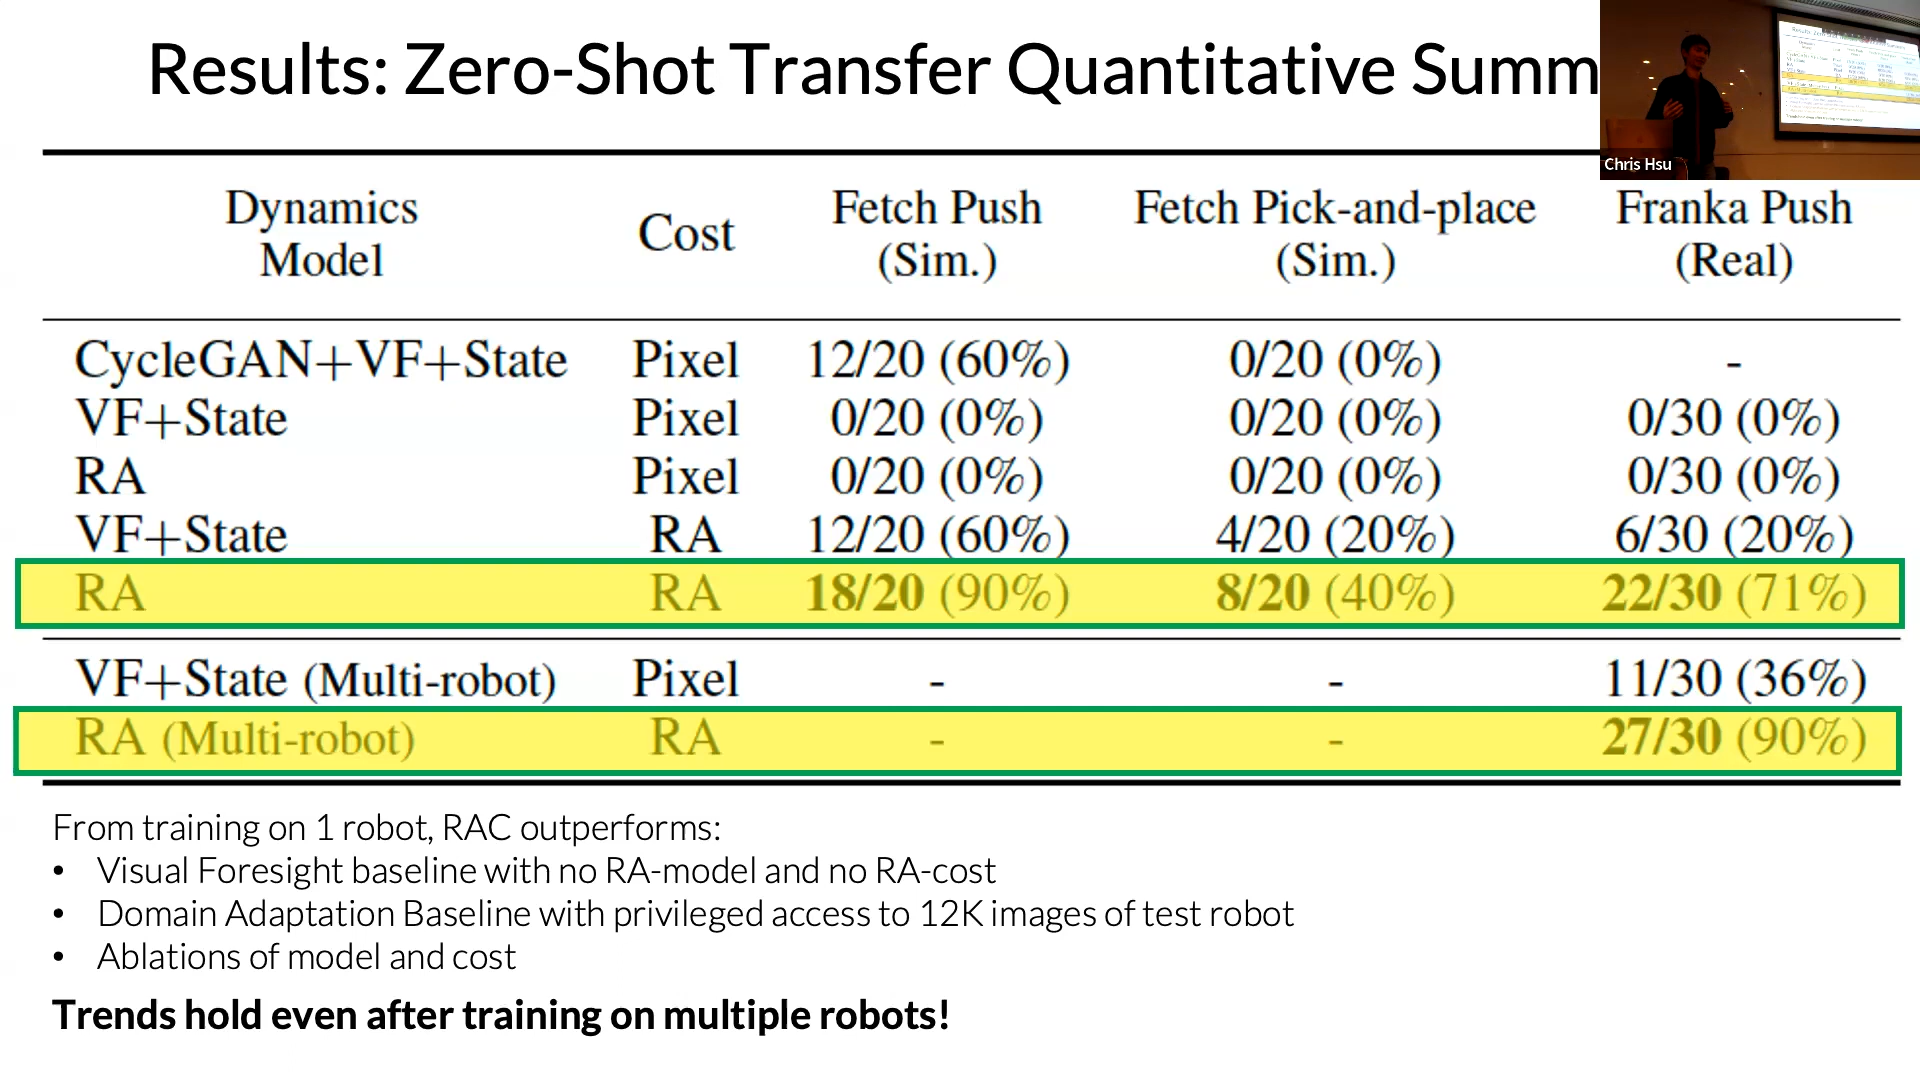 Results: Zero-Shot Transfer Quantitative Summ
Chris Hsu
Dynamics Model Cost Fetch Push (Sim.) Fetch Pick-and-place (Sim.) Franka Push (Real)
CycleGAN+VF+State Pixel 12/20 (60%) 0/20 (0%) -
VF+State Pixel 0/20 (0%) 0/20 (0%) 0/30 (0%)
RA Pixel 0/20 (0%) 0/20 (0%) 0/30 (0%)
VF+State RA 12/20 (60%) 4/20 (20%) 6/30 (20%)
RA RA 18/20 (90%) 8/20 (40%) 22/30 (71%)
VF+State (Multi-robot) Pixel - - 11/30 (36%)
RA (Multi-robot) RA - - 27/30 (90%)
From training on 1 robot, RAC outperforms:
• Visual Foresight baseline with no RA-model and no RA-cost
• Domain Adaptation Baseline with privileged access to 12K images of test robot
• Ablations of model and cost
Trends hold even after training on multiple robots!